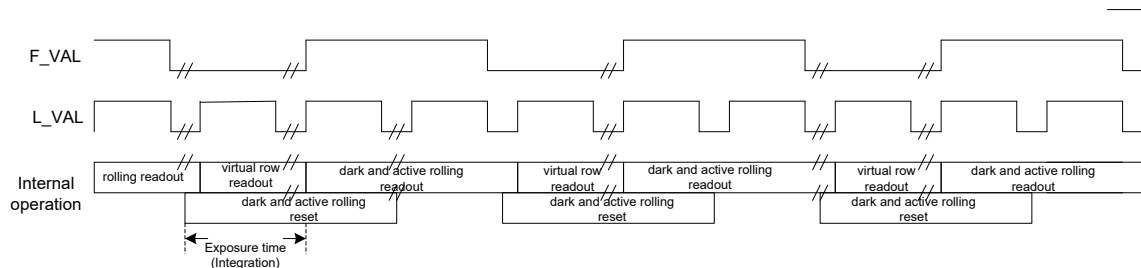 F_VAL
L_VAL
Internal
operation
rolling readout
virtual row
readout
dark and active rolling
readout
virtual row
readout
dark and active rolling
readout
virtual row
readout
dark and active rolling
readout
dark and active rolling
reset
dark and active rolling
reset
dark and active rolling
reset
Exposure time
(Integration)